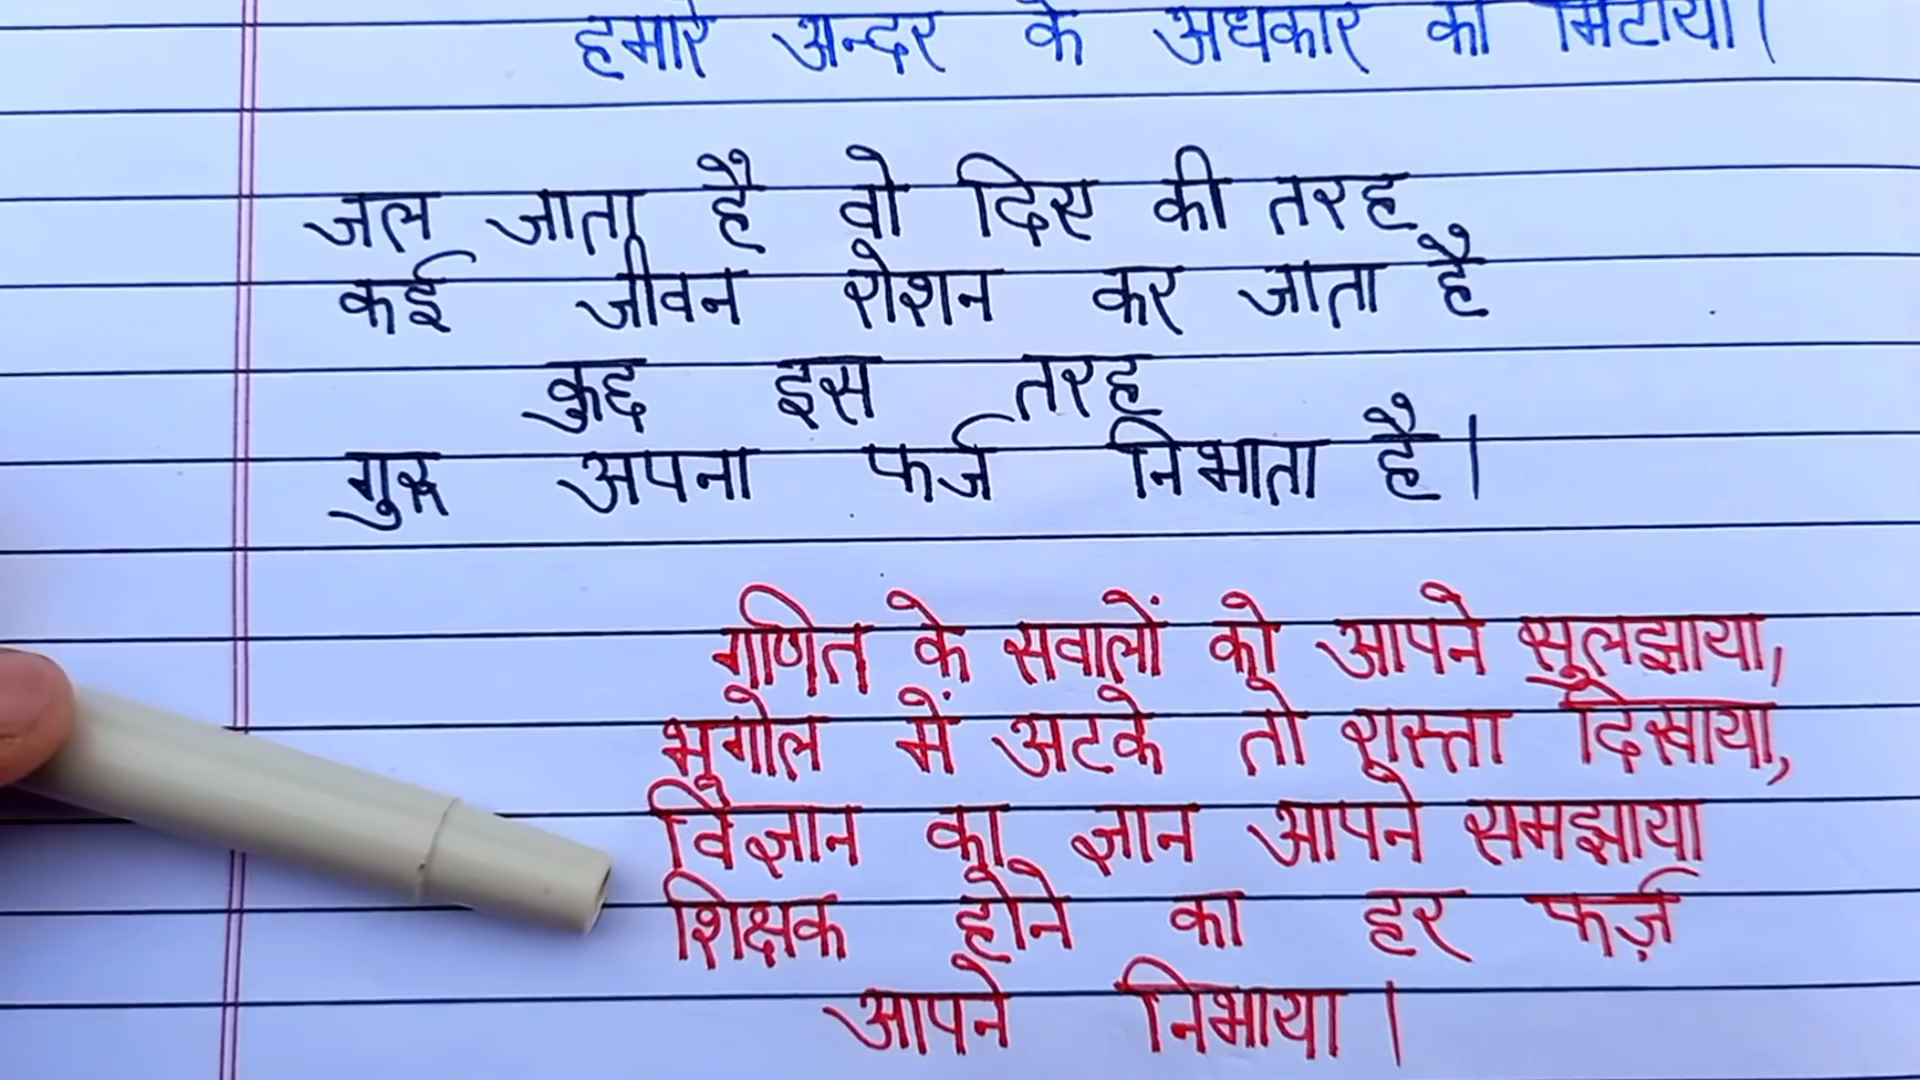 हमारे अन्दर के अंधकार को मिटाया।
जल जाता है वो दिए की तरह
कई जीवन रोशन कर जाता है
कुछ इस तरह
गुरू अपना फर्ज निभाता है।
गणित के सवालों को आपने सुलझाया,
भुगोल में अटके तो रास्ता दिखाया,
विज्ञान का ज्ञान आपने समझाया
शिक्षक होने का हर फर्ज़
आपने निभाया।